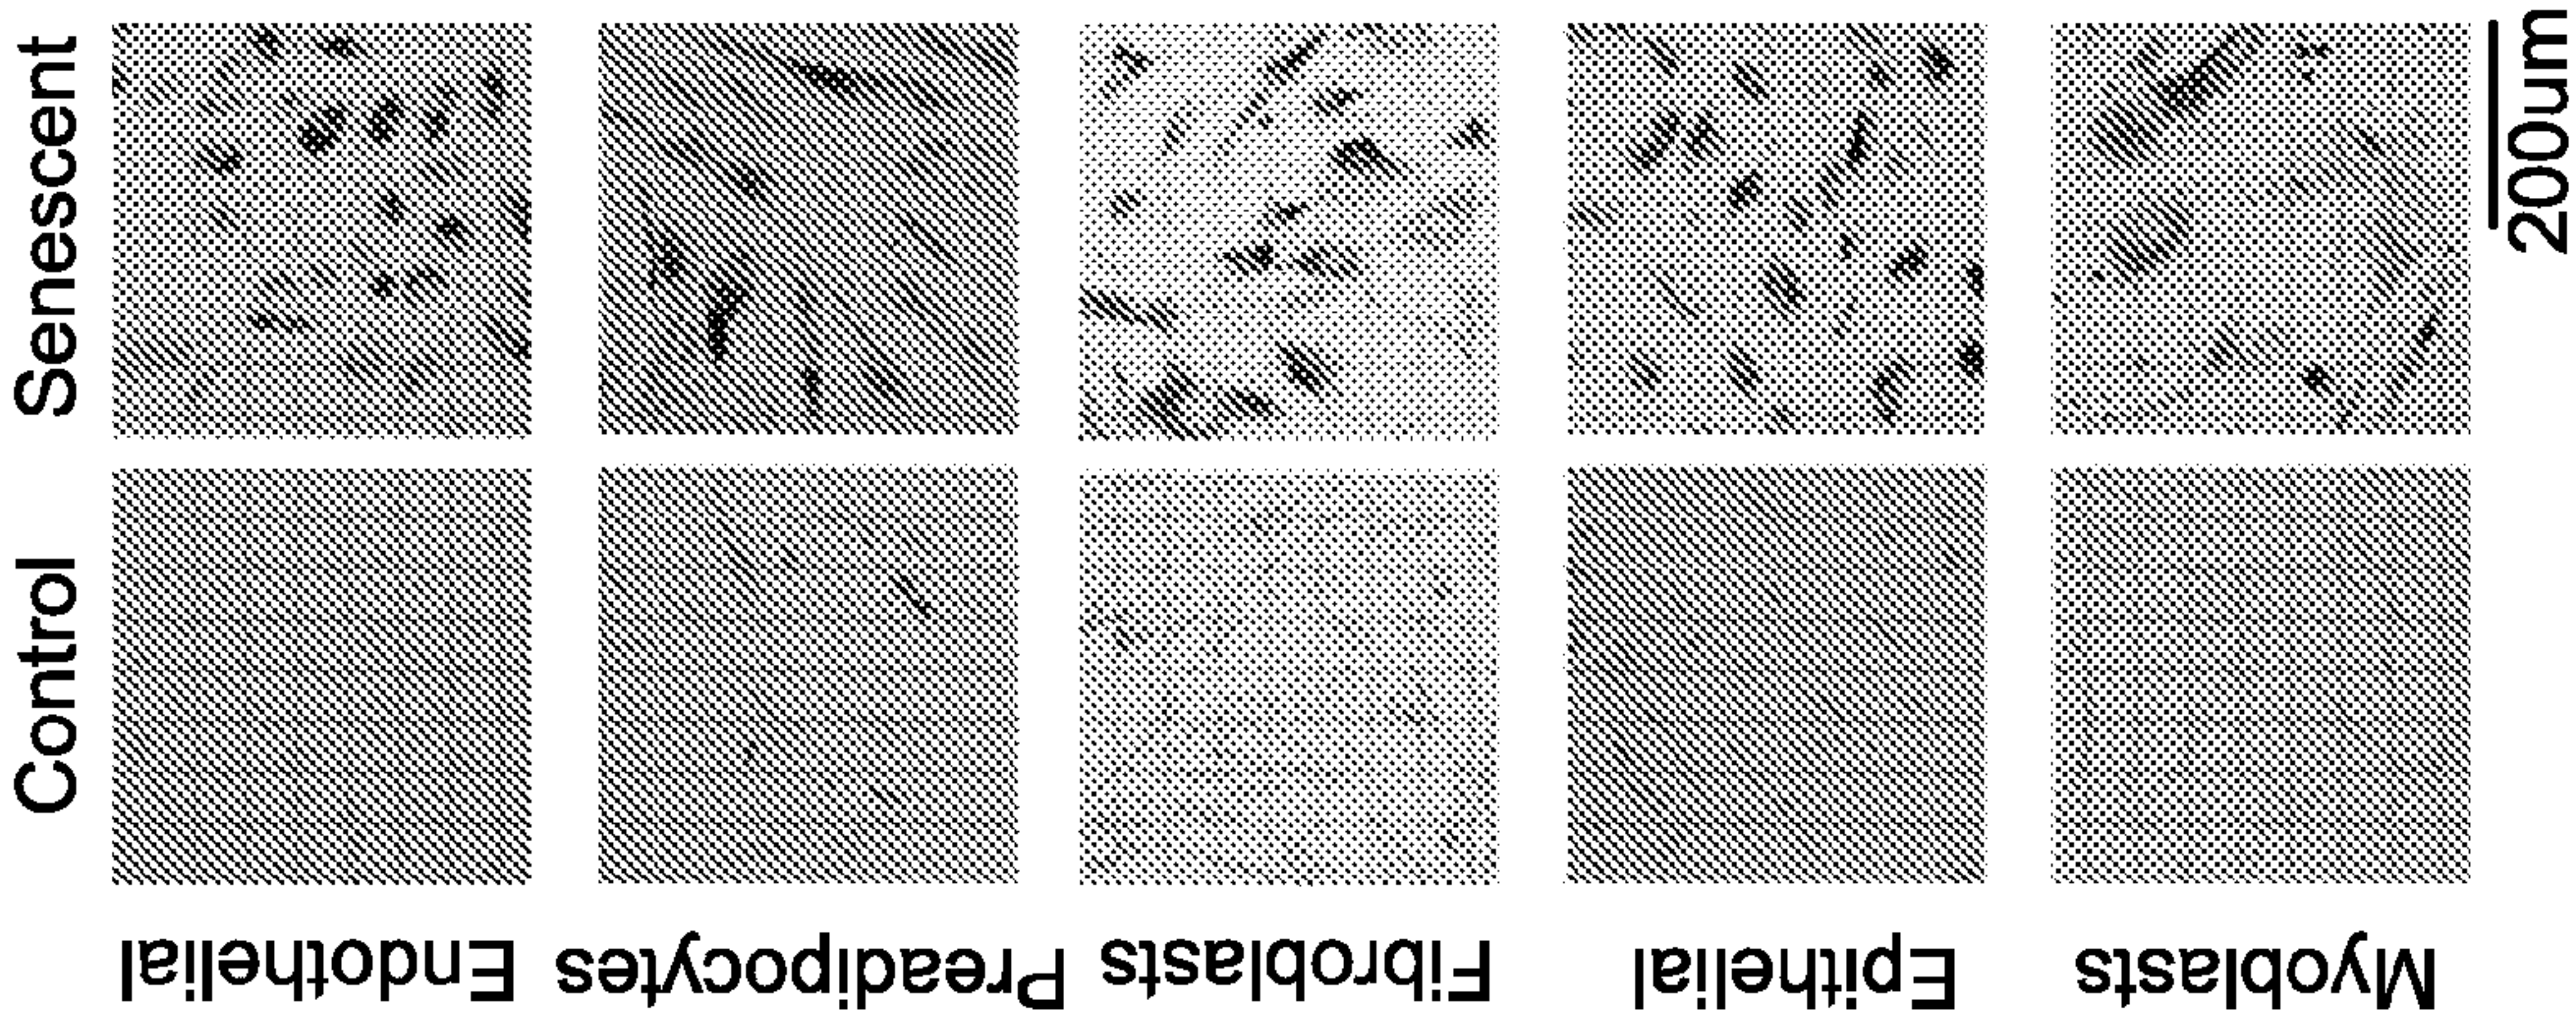 Control
Senescent
Endothelial
Preadipocytes
Fibroblasts
Epithelial
Myoblasts
200um